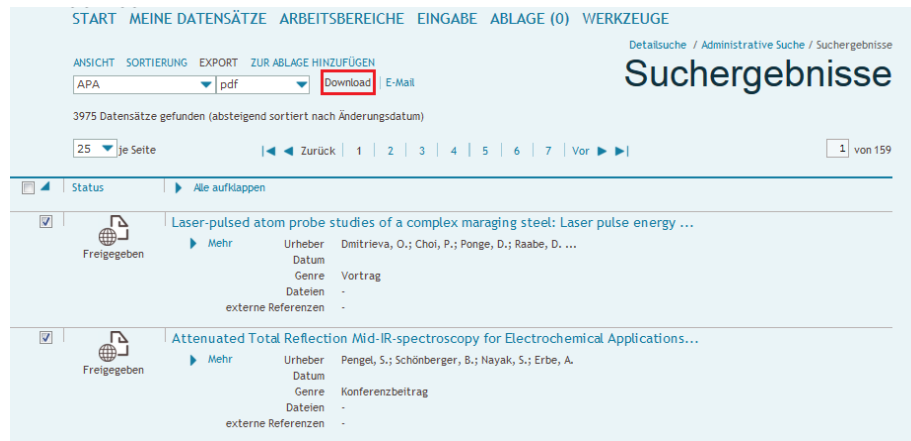 START MEINE DATENSÄTZE ARBEITSBEREICHE EINGABE ABLAGE (0) WERKZEUGE
Detailsuche / Administrative Suche / Suchergebnisse
Suchergebnisse
ANSICHT SORTIERUNG EXPORT ZUR ABLAGE HINZUFÜGEN
APA pdf Download E-Mail
3975 Datensätze gefunden (absteigend sortiert nach Änderungsdatum)
25 je Seite Zurück 1 2 3 4 5 6 7 Vor 1 von 159
Status Alle aufklappen
Laser-pulsed atom probe studies of a complex maraging steel: Laser pulse energy ...
Freigegeben
Mehr Urheber Dmitrieva, O.; Choi, P.; Ponge, D.; Raabe, D. ...
Datum
Genre Vortrag
Dateien -
externe Referenzen -
Attenuated Total Reflection Mid-IR-spectroscopy for Electrochemical Applications...
Freigegeben
Mehr Urheber Pengel, S.; Schönberger, B.; Nayak, S.; Erbe, A.
Datum
Genre Konferenzbeitrag
Dateien -
externe Referenzen -